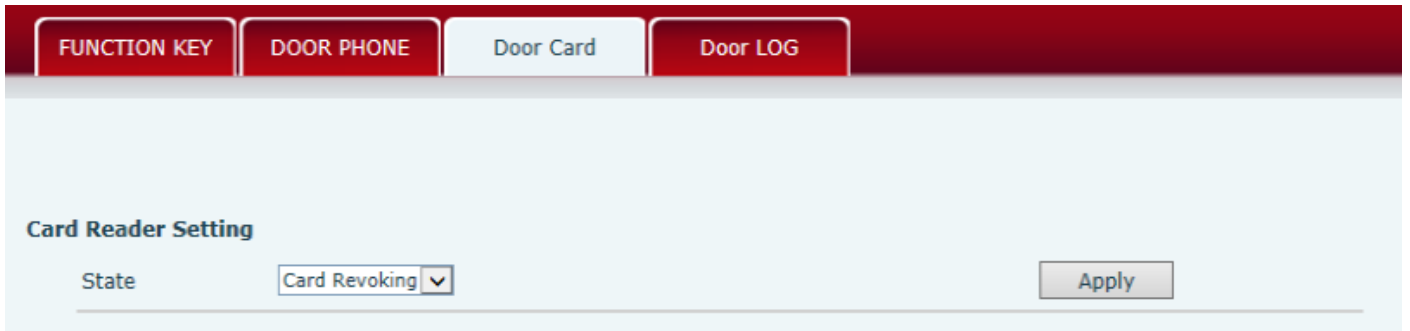 FUNCTION KEY DOOR PHONE Door Card Door LOG
Card Reader Setting
State Card Revoking Apply